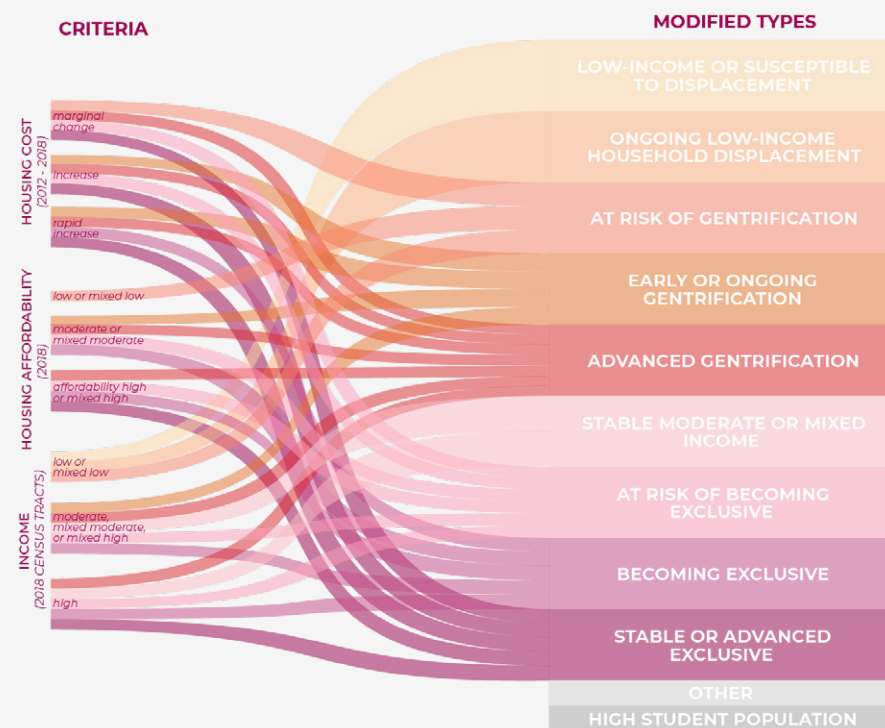 CRITERIA
MODIFIED TYPES
HOUSING COST
(2012 - 2018)
marginal
change
increase
rapid
increase
HOUSING AFFORDABILITY
(2018)
low or mixed low
moderate or
mixed moderate
affordability high
or mixed high
INCOME
(2018 CENSUS TRACTS)
low or
mixed low
moderate,
mixed moderate,
or mixed high
high
LOW-INCOME OR SUSCEPTIBLE
TO DISPLACEMENT
ONGOING LOW-INCOME
HOUSEHOLD DISPLACEMENT
AT RISK OF GENTRIFICATION
EARLY OR ONGOING
GENTRIFICATION
ADVANCED GENTRIFICATION
STABLE MODERATE OR MIXED
INCOME
AT RISK OF BECOMING
EXCLUSIVE
BECOMING EXCLUSIVE
STABLE OR ADVANCED
EXCLUSIVE
OTHER
HIGH STUDENT POPULATION